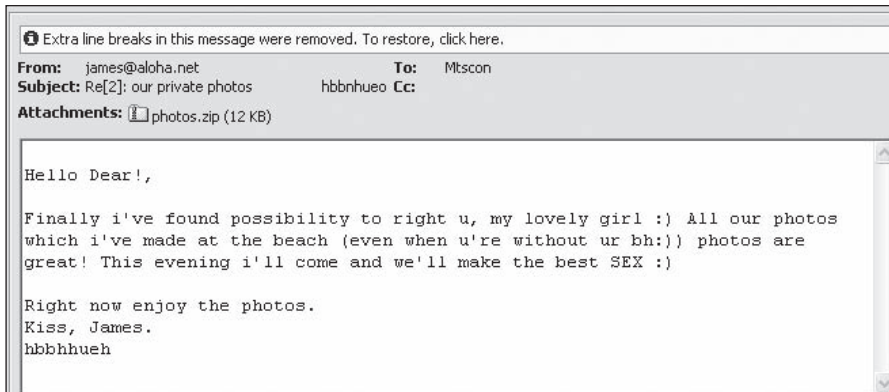 Extra line breaks in this message were removed. To restore, click here.
From: james@aloha.net To: Mtscon
Subject: Re[2]: our private photos hbbnhueo Cc:
Attachments: photos.zip (12 KB)
Hello Dear!,
Finally i've found possibility to right u, my lovely girl :) All our photos
which i've made at the beach (even when u're without ur bh:)) photos are
great! This evening i'll come and we'll make the best SEX :)
Right now enjoy the photos.
Kiss, James.
hbbhhueh